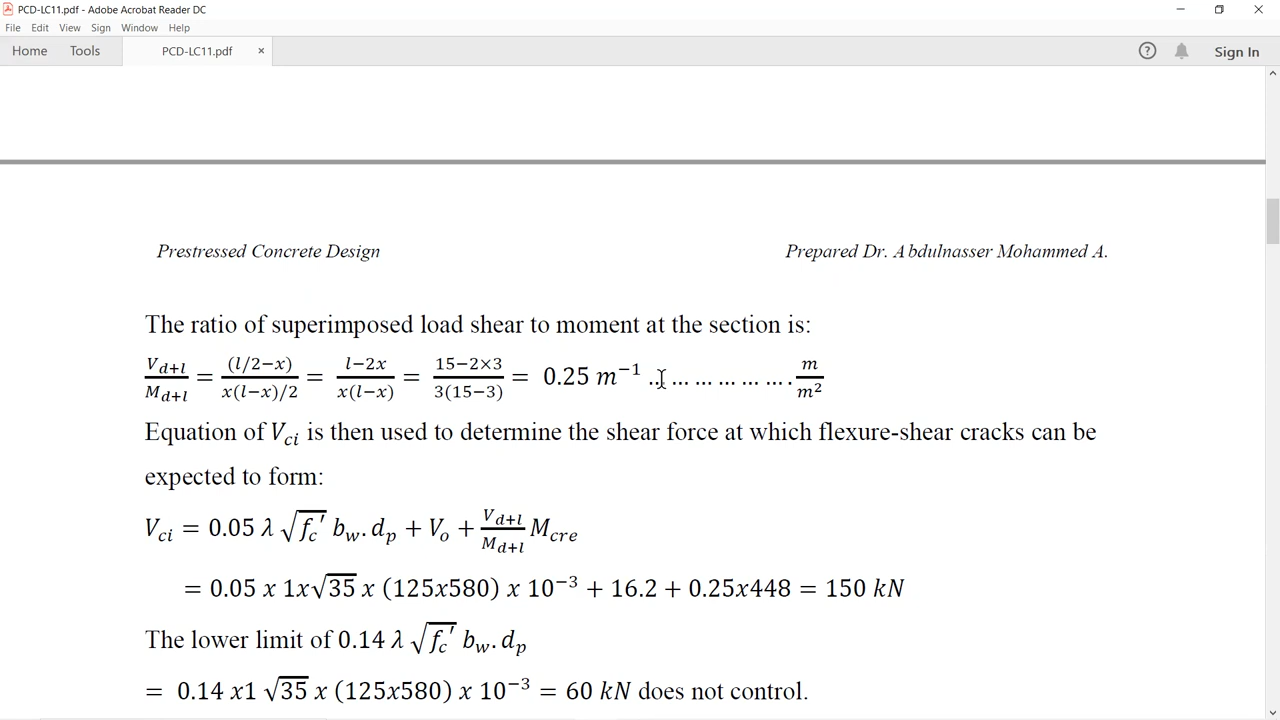 PCD-LC11.pdf - Adobe Acrobat Reader DC
File Edit View Sign Window Help
Home Tools PCD-LC11.pdf × ? Sign In
Prestressed Concrete Design Prepared Dr. Abdulnasser Mohammed A.
The ratio of superimposed load shear to moment at the section is:
V_{d+l}/M_{d+l} = (l/2−x)/(x(l−x)/2) = (l−2x)/(x(l−x)) = (15−2×3)/(3(15−3)) = 0.25 m⁻¹ .. … … … … … . m/m²
Equation of V_{ci} is then used to determine the shear force at which flexure-shear cracks can be
expected to form:
V_{ci} = 0.05 λ √f_c′ b_w. d_p + V_o + V_{d+l}/M_{d+l} M_{cre}
= 0.05 x 1x√35 x (125x580) x 10⁻³ + 16.2 + 0.25x448 = 150 kN
The lower limit of 0.14 λ √f_c′ b_w. d_p
= 0.14 x1 √35 x (125x580) x 10⁻³ = 60 kN does not control.